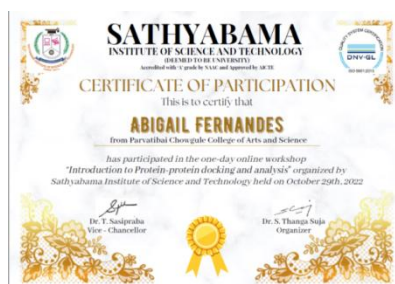 SATHYABAMA
INSTITUTE OF SCIENCE AND TECHNOLOGY
(DEEMED TO BE UNIVERSITY)
Accredited with 'A' grade by NAAC and Approved by AICTE
DNV·GL
CERTIFICATE OF PARTICIPATION
This is to certify that
ABIGAIL FERNANDES
from Parvatibai Chowgule College of Arts and Science
has participated in the one-day online workshop
"Introduction to Protein-protein docking and analysis" organized by
Sathyabama Institute of Science and Technology held on October 29th, 2022
Dr. T. Sasipraba
Vice - Chancellor
Dr. S. Thanga Suja
Organizer